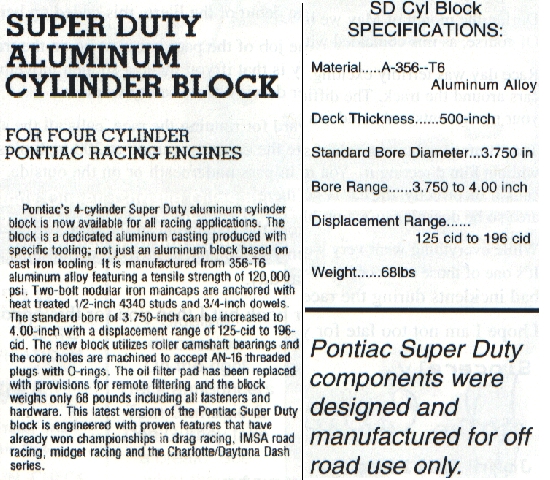 SUPER DUTY
ALUMINUM
CYLINDER BLOCK
FOR FOUR CYLINDER
PONTIAC RACING ENGINES
Pontiac's 4-cylinder Super Duty aluminum cylinder
block is now available for all racing applications. The
block is a dedicated aluminum casting produced with
specific tooling; not just an aluminum block based on
cast iron tooling. It is manufactured from 356-T6
aluminum alloy featuring a tensile strength of 120,000
psi. Two-bolt nodular iron maincaps are anchored with
heat treated 1/2-inch 4340 studs and 3/4-inch dowels.
The standard bore of 3.750-inch can be increased to
4.00-inch with a displacement range of 125-cid to 196-
cid. The new block utilizes roller camshaft bearings and
the core holes are machined to accept AN-16 threaded
plugs with O-rings. The oil filter pad has been replaced
with provisions for remote filtering and the block
weighs only 68 pounds including all fasteners and
hardware. This latest version of the Pontiac Super Duty
block is engineered with proven features that have
already won championships in drag racing, IMSA road
racing, midget racing and the Charlotte/Daytona Dash
series.
SD Cyl Block
SPECIFICATIONS:
Material....A-356--T6
Aluminum Alloy
Deck Thickness......500-inch
Standard Bore Diameter...3.750 in
Bore Range......3.750 to 4.00 inch
Displacement Range......
125 cid to 196 cid
Weight.....68lbs
Pontiac Super Duty
components were
designed and
manufactured for off
road use only.